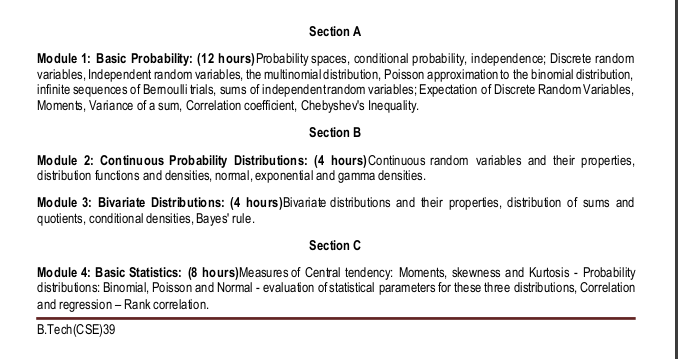 Section A
Module 1: Basic Probability: (12 hours)Probability spaces, conditional probability, independence; Discrete random
variables, Independent random variables, the multinomial distribution, Poisson approximation to the binomial distribution,
infinite sequences of Bernoulli trials, sums of independent random variables; Expectation of Discrete Random Variables,
Moments, Variance of a sum, Correlation coefficient, Chebyshev's Inequality.
Section B
Module 2: Continuous Probability Distributions: (4 hours)Continuous random variables and their properties,
distribution functions and densities, normal, exponential and gamma densities.
Module 3: Bivariate Distributions: (4 hours)Bivariate distributions and their properties, distribution of sums and
quotients, conditional densities, Bayes' rule.
Section C
Module 4: Basic Statistics: (8 hours)Measures of Central tendency: Moments, skewness and Kurtosis - Probability
distributions: Binomial, Poisson and Normal - evaluation of statistical parameters for these three distributions, Correlation
and regression – Rank correlation.
B.Tech(CSE)39